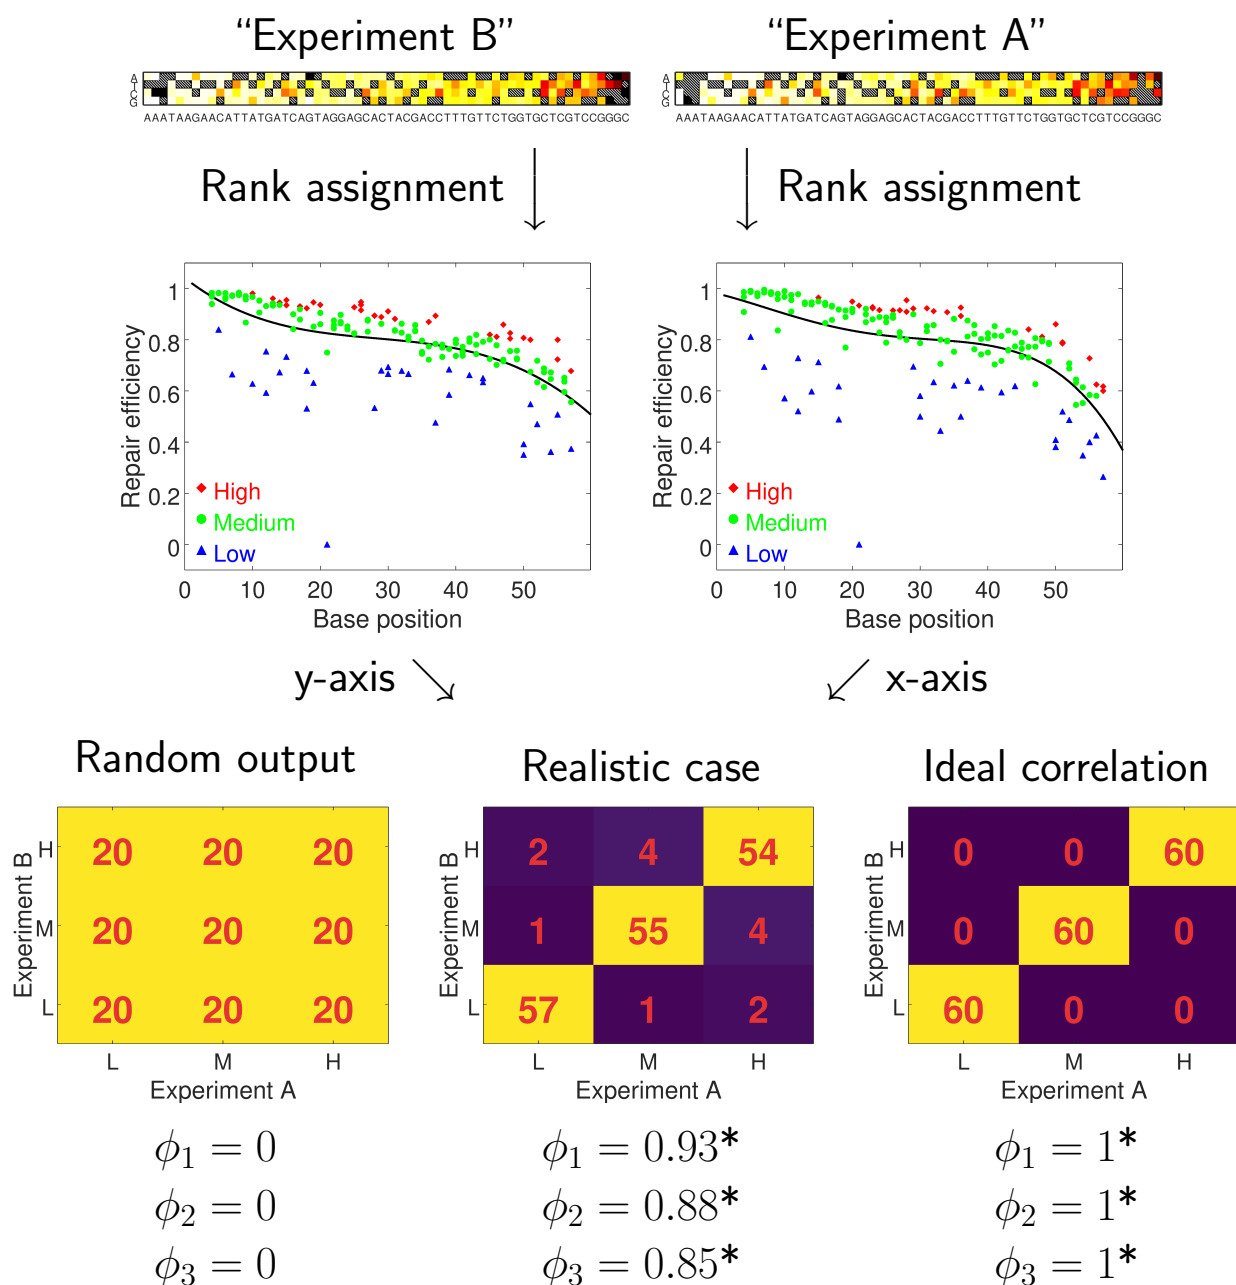 “Experiment B” “Experiment A”
A A
T T
C C
G G
AAATAAGAACATTATGATCAGTAGGAGCACTACGACCTTTGTTCTGGTGCTCGTCCGGGC AAATAAGAACATTATGATCAGTAGGAGCACTACGACCTTTGTTCTGGTGCTCGTCCGGGC
Rank assignment Rank assignment
Repair efficiency Repair efficiency
1 1
0.8 0.8
0.6 0.6
0.4 0.4
0.2 0.2
0 0
High High
Medium Medium
Low Low
0 10 20 30 40 50 0 10 20 30 40 50
Base position Base position
y-axis x-axis
Random output Realistic case Ideal correlation
Experiment B Experiment B Experiment B
H 20 20 20 H 2 4 54 H 0 0 60
M 20 20 20 M 1 55 4 M 0 60 0
L 20 20 20 L 57 1 2 L 60 0 0
L M H L M H L M H
Experiment A Experiment A Experiment A
ϕ₁ = 0 ϕ₁ = 0.93* ϕ₁ = 1*
ϕ₂ = 0 ϕ₂ = 0.88* ϕ₂ = 1*
ϕ₃ = 0 ϕ₃ = 0.85* ϕ₃ = 1*